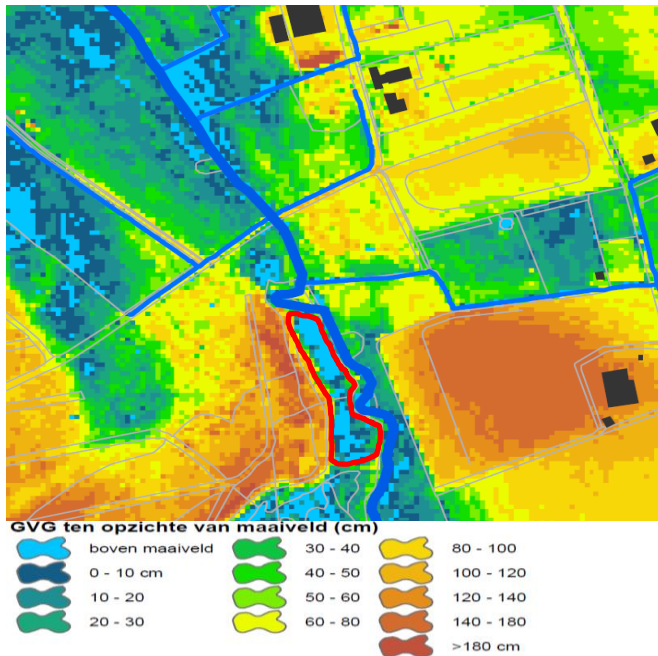 GVG ten opzichte van maaiveld (cm)
boven maaiveld
0 - 10 cm
10 - 20
20 - 30
30 - 40
40 - 50
50 - 60
60 - 80
80 - 100
100 - 120
120 - 140
140 - 180
>180 cm